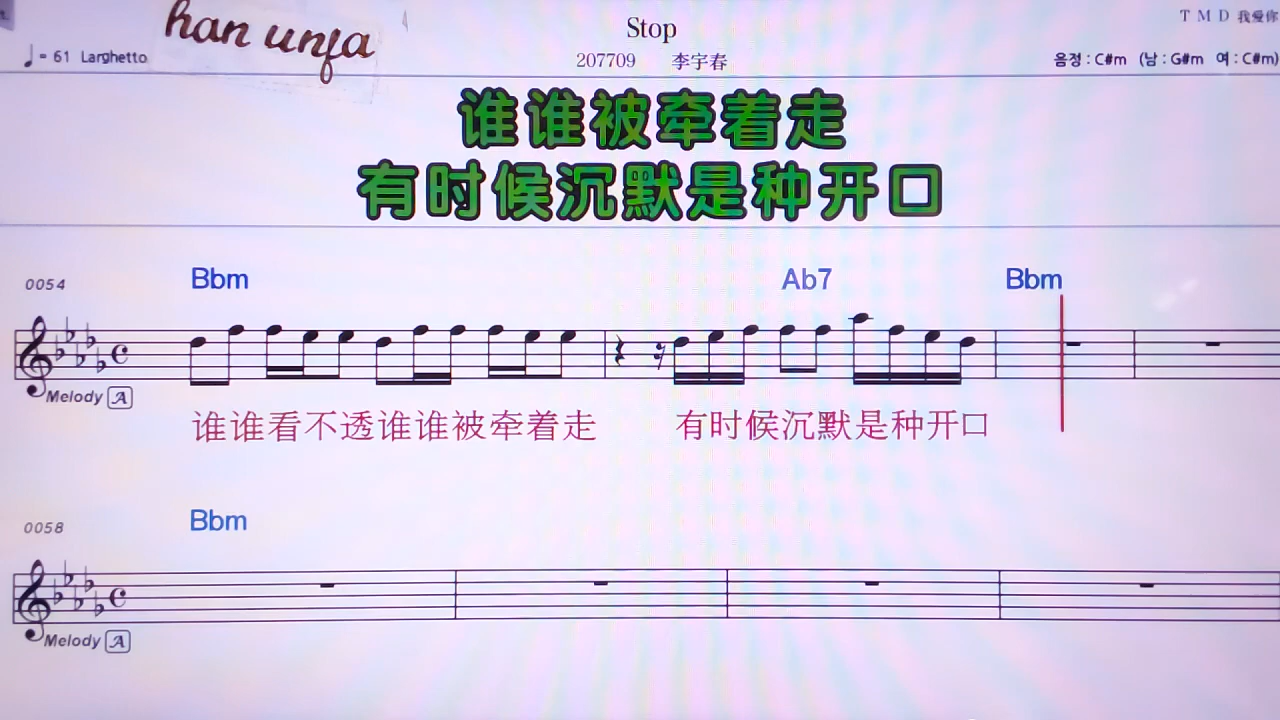 han unfa
Stop
T M D 我爱你
♩= 61 Larghetto
207709 李宇春
음정 : C#m (남 : G#m 여 : C#m)
谁谁被牵着走
有时候沉默是种开口
0054 Bbm Ab7 Bbm
Melody A
谁谁看不透谁谁被牵着走 有时候沉默是种开口
0058 Bbm
Melody A